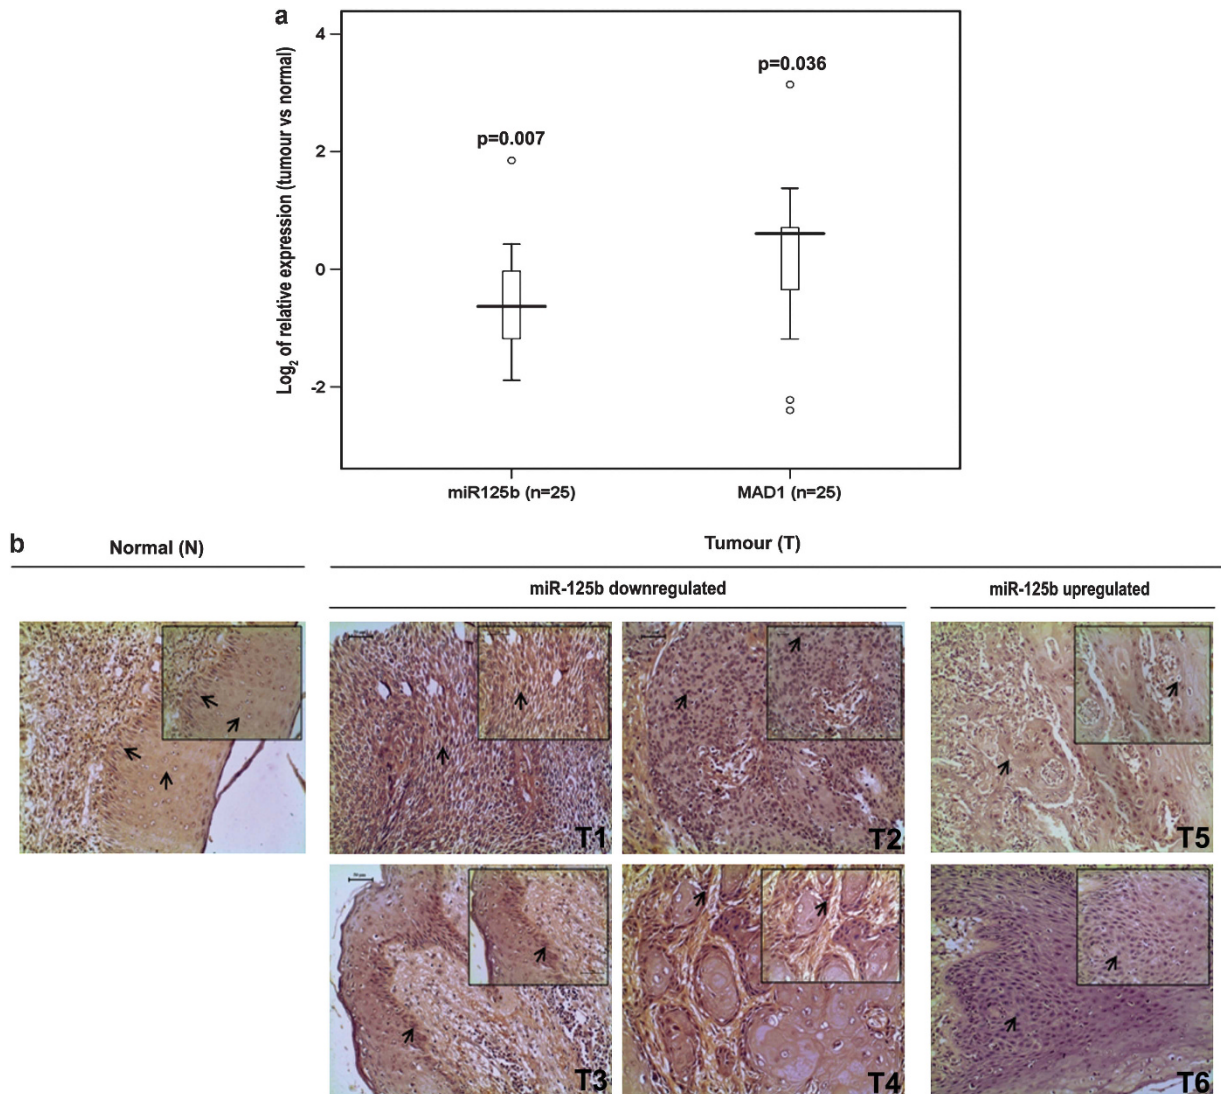 a
Log2 of relative expression (tumour vs normal)
4
2
0
-2
p=0.007
p=0.036
miR125b (n=25)
MAD1 (n=25)
b
Normal (N)
Tumour (T)
miR-125b downregulated
miR-125b upregulated
T1
T2
T5
T3
T4
T6